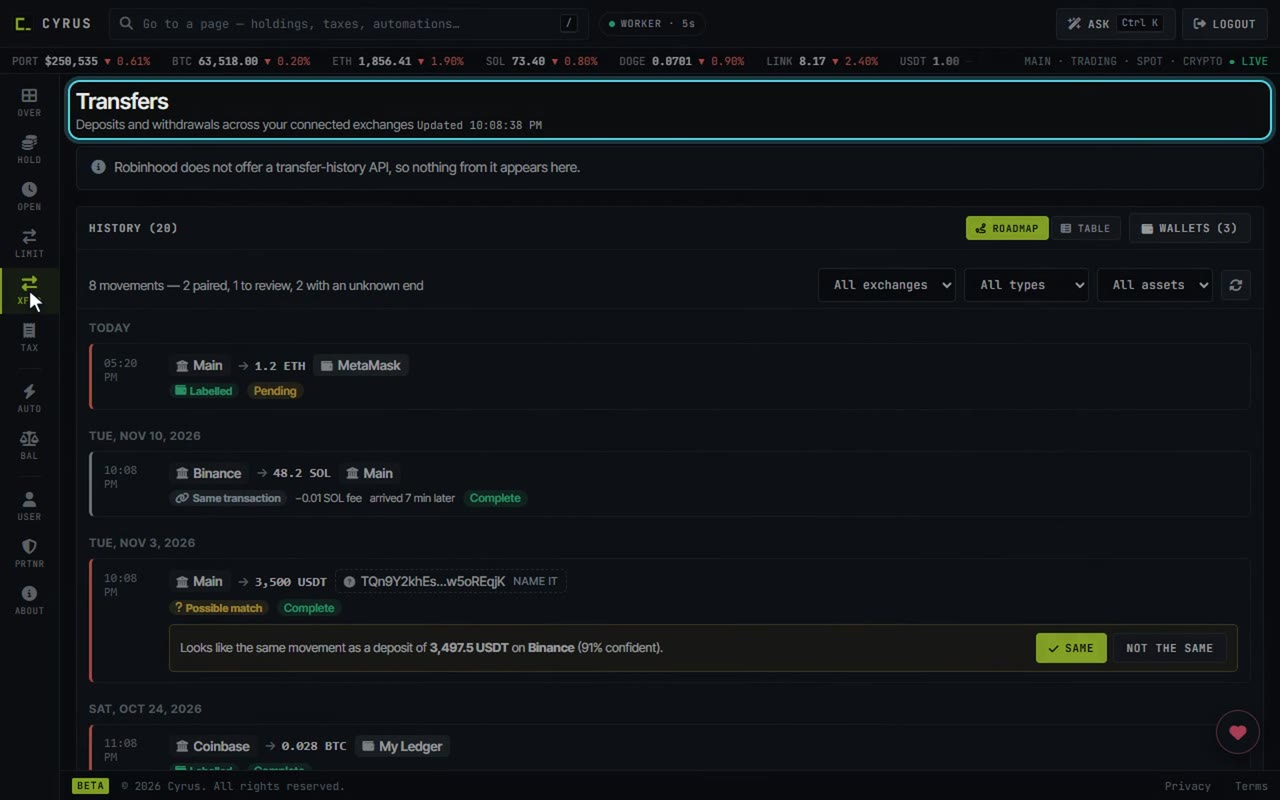 CYRUS
Go to a page — holdings, taxes, automations…
/
WORKER · 5s
ASK Ctrl K
LOGOUT
PORT $250,535 ▼ 0.61% BTC 63,518.00 ▼ 0.20% ETH 1,856.41 ▼ 1.90% SOL 73.40 ▼ 0.80% DOGE 0.0701 ▼ 0.90% LINK 8.17 ▼ 2.40% USDT 1.00 — MAIN · TRADING · SPOT · CRYPTO ● LIVE
OVER
HOLD
OPEN
LIMIT
TAX
AUTO
BAL
USER
PRTNR
ABOUT
Transfers
Deposits and withdrawals across your connected exchanges Updated 10:08:38 PM
Robinhood does not offer a transfer-history API, so nothing from it appears here.
HISTORY (20)
ROADMAP
TABLE
WALLETS (3)
8 movements — 2 paired, 1 to review, 2 with an unknown end
All exchanges
All types
All assets
TODAY
05:20 PM
Main → 1.2 ETH MetaMask
Labelled Pending
TUE, NOV 10, 2026
10:08 PM
Binance → 48.2 SOL Main
Same transaction −0.01 SOL fee arrived 7 min later Complete
TUE, NOV 3, 2026
10:08 PM
Main → 3,500 USDT TQn9Y2khEs…w5oREqjK NAME IT
? Possible match Complete
Looks like the same movement as a deposit of 3,497.5 USDT on Binance (91% confident).
SAME
NOT THE SAME
SAT, OCT 24, 2026
11:08 PM
Coinbase → 0.028 BTC My Ledger
Labelled Complete
BETA © 2026 Cyrus. All rights reserved.
Privacy Terms